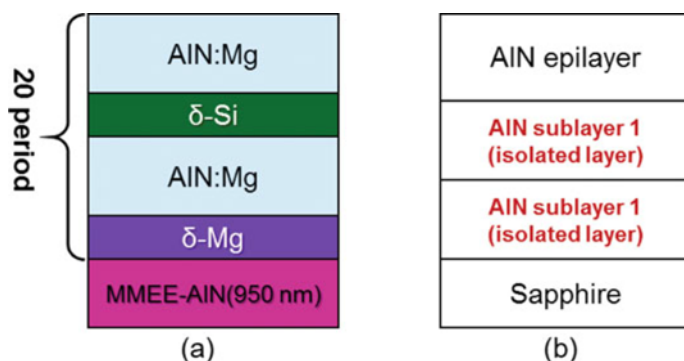 20 period
AlN:Mg
δ-Si
AlN:Mg
δ-Mg
MMEE-AlN(950 nm)
(a)
AlN epilayer
AlN sublayer 1
(isolated layer)
AlN sublayer 1
(isolated layer)
Sapphire
(b)